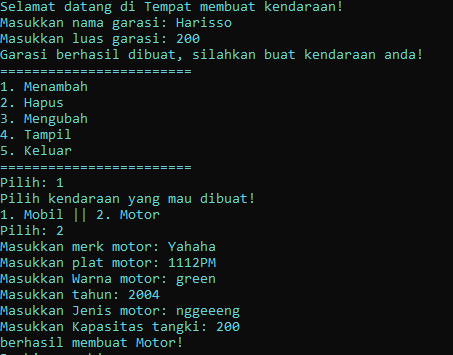 Selamat datang di Tempat membuat kendaraan!
Masukkan nama garasi: Harisso
Masukkan luas garasi: 200
Garasi berhasil dibuat, silahkan buat kendaraan anda!
========================
1. Menambah
2. Hapus
3. Mengubah
4. Tampil
5. Keluar
========================
Pilih: 1
Pilih kendaraan yang mau dibuat!
1. Mobil || 2. Motor
Pilih: 2
Masukkan merk motor: Yahaha
Masukkan plat motor: 1112PM
Masukkan Warna motor: green
Masukkan tahun: 2004
Masukkan Jenis motor: nggeeeng
Masukkan Kapasitas tangki: 200
berhasil membuat Motor!